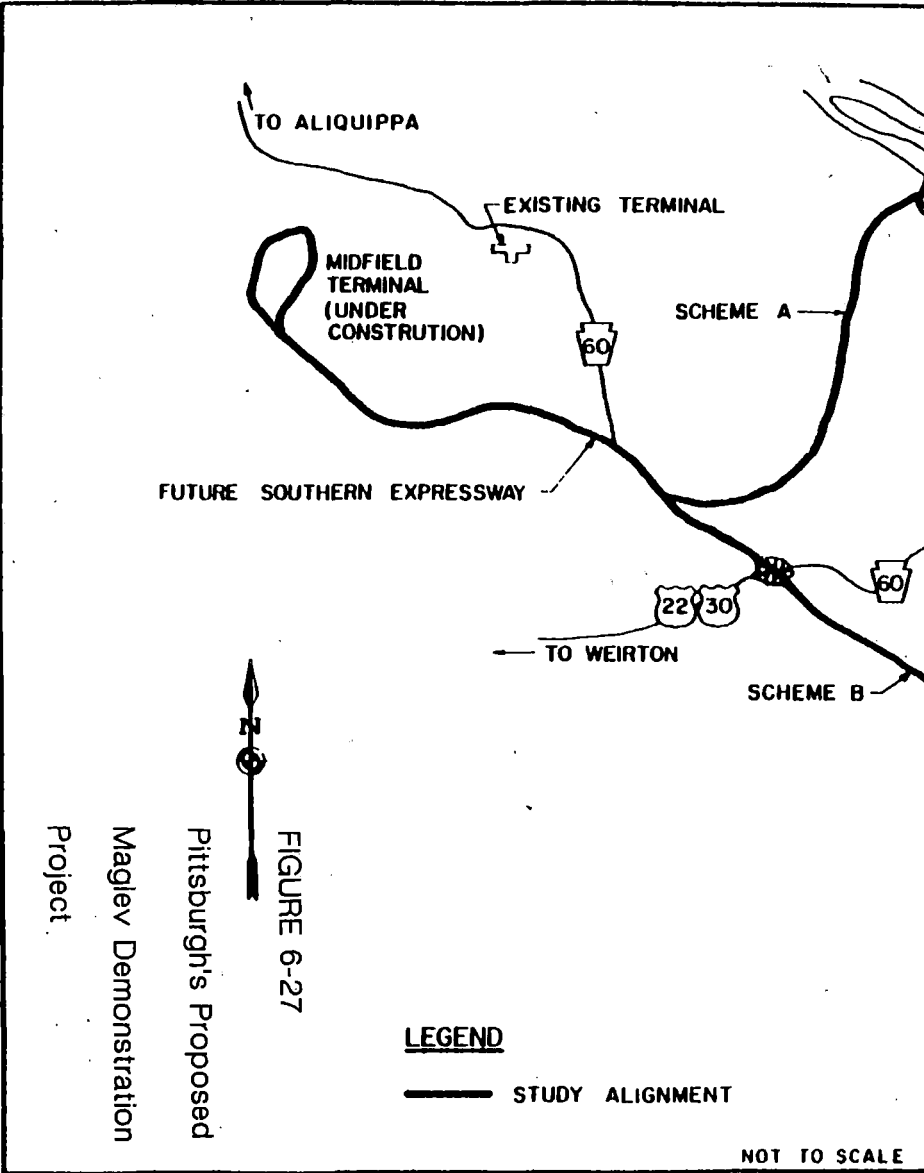 TO ALIQUIPPA
EXISTING TERMINAL
MIDFIELD
TERMINAL
(UNDER
CONSTRUTION)
SCHEME A
60
FUTURE SOUTHERN EXPRESSWAY
60
22 30
TO WEIRTON
SCHEME B
N
FIGURE 6-27
Pittsburgh's Proposed
Maglev Demonstration
Project
LEGEND
STUDY ALIGNMENT
NOT TO SCALE